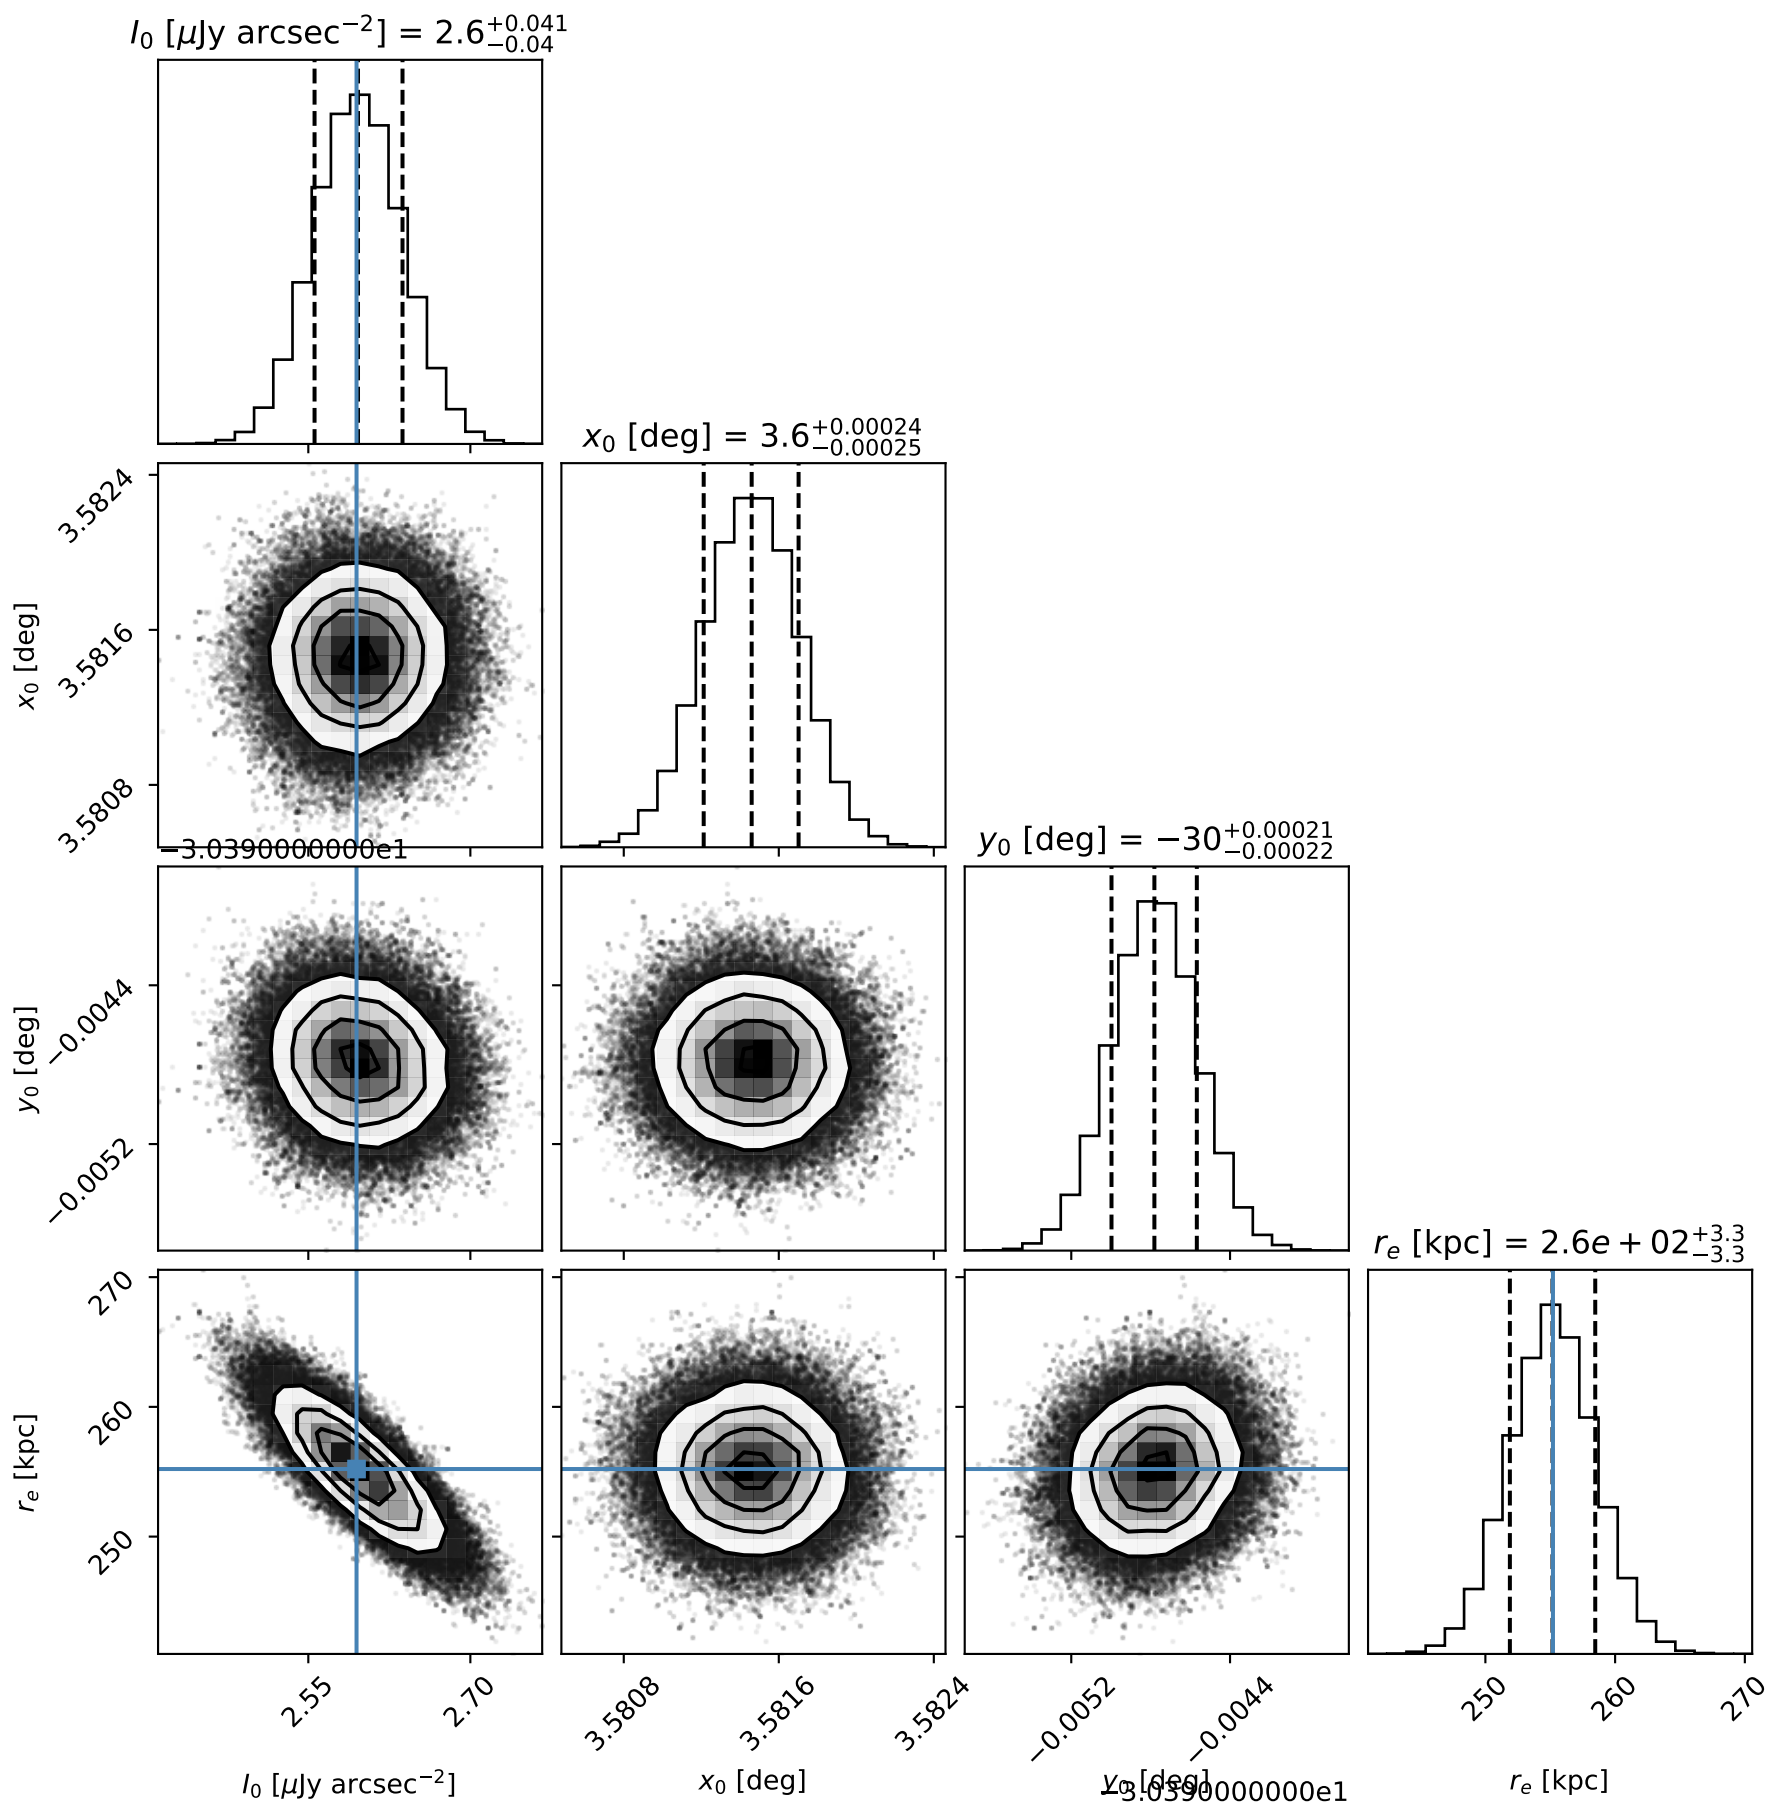 I₀ [μJy arcsec⁻²] = 2.6 +0.041 −0.04
x₀ [deg] = 3.6 +0.00024 −0.00025
3.5824
3.5816
3.5808
x₀ [deg]
−3.0390000000e1
y₀ [deg] = −30 +0.00021 −0.00022
−0.0044
−0.0052
y₀ [deg]
rₑ [kpc] = 2.6e + 02 +3.3 −3.3
270
260
250
rₑ [kpc]
2.55 2.70 3.5808 3.5816 3.5824 −0.0052 −0.0044 250 260 270
I₀ [μJy arcsec⁻²] x₀ [deg] y₀ [deg] rₑ [kpc]
−3.0390000000e1